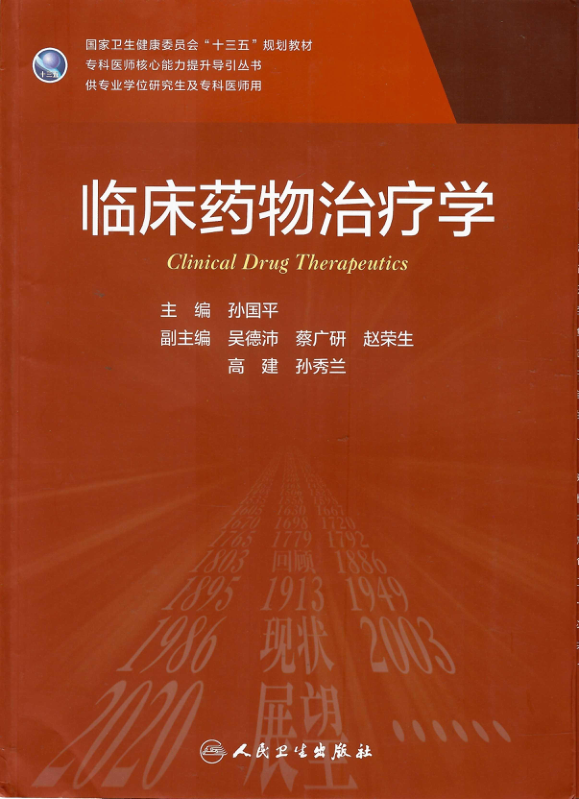 国家卫生健康委员会“十三五”规划教材
专科医师核心能力提升导引丛书
供专业学位研究生及专科医师用
十三五
临床药物治疗学
Clinical Drug Therapeutics
主 编 孙国平
副主编 吴德沛 蔡广研 赵荣生
高 建 孙秀兰
1670 1698 1720
1765 1779 1792
1803 回顾 1886
1895 1913 1949
1986 现状 2003
2020 展望 ······
人民卫生出版社